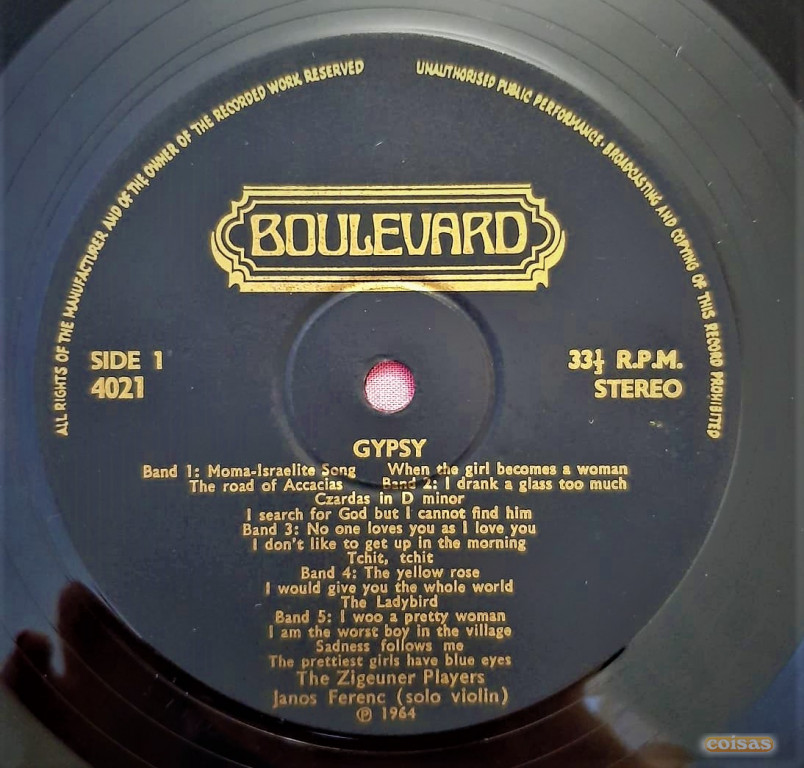 ALL RIGHTS OF THE MANUFACTURER AND OF THE OWNER OF THE RECORDED WORK RESERVED
UNAUTHORISED PUBLIC PERFORMANCE · BROADCASTING AND COPYING OF THIS RECORD PROHIBITED
BOULEVARD
SIDE 1
4021
33⅓ R.P.M.
STEREO
GYPSY
Band 1: Moma-Israelite Song When the girl becomes a woman
The road of Accacias Band 2: I drank a glass too much
Czardas in D minor
I search for God but I cannot find him
Band 3: No one loves you as I love you
I don't like to get up in the morning
Tchit, tchit
Band 4: The yellow rose
I would give you the whole world
The Ladybird
Band 5: I woo a pretty woman
I am the worst boy in the village
Sadness follows me
The prettiest girls have blue eyes
The Zigeuner Players
Janos Ferenc (solo violin)
℗ 1964
coisas